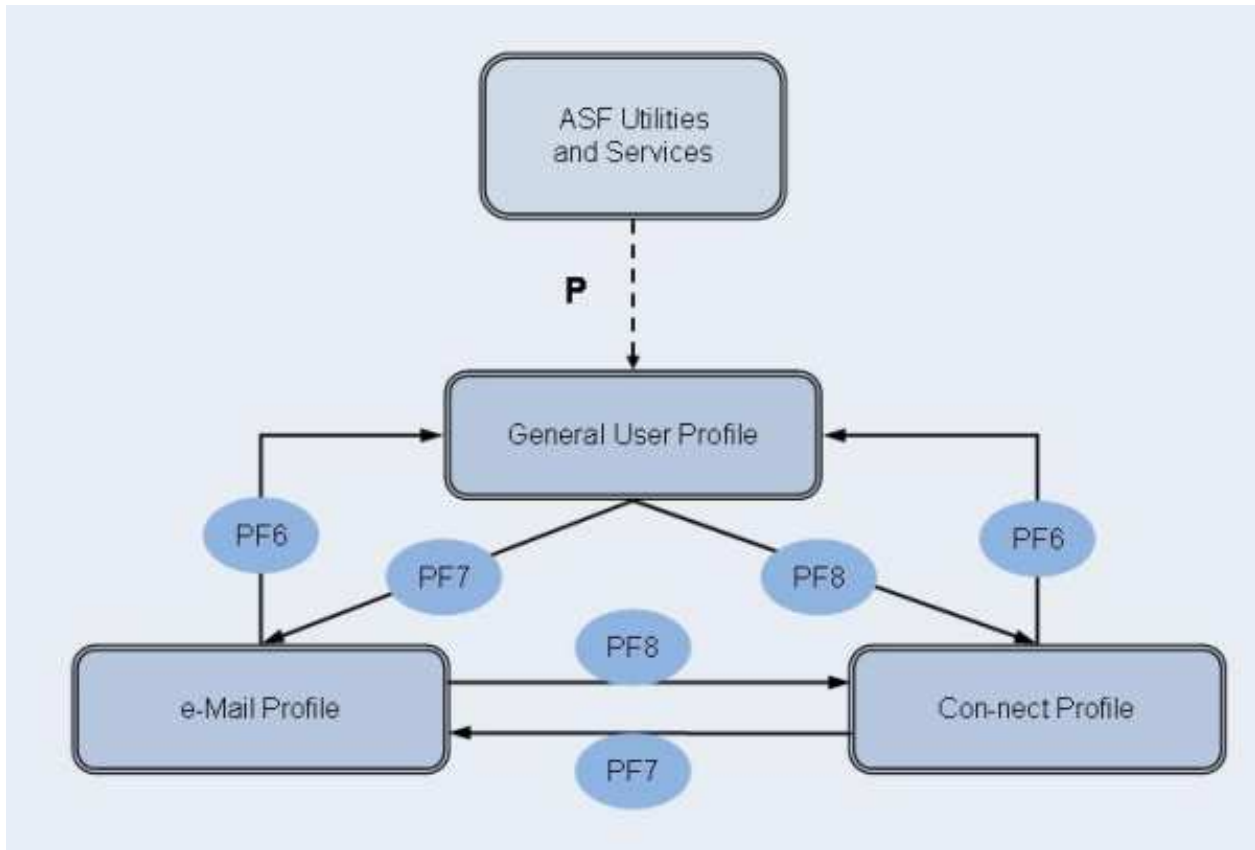 ASF Utilities
and Services
P
General User Profile
PF6
PF7
PF8
PF6
PF8
e-Mail Profile
Con-nect Profile
PF7